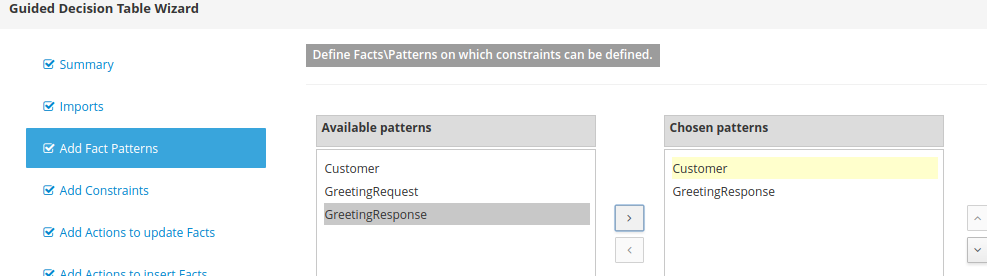 Guided Decision Table Wizard
Summary
Imports
Add Fact Patterns
Add Constraints
Add Actions to update Facts
Add Actions to insert Facts
Define Facts\Patterns on which constraints can be defined.
Available patterns
Customer
GreetingRequest
GreetingResponse
>
<
Chosen patterns
Customer
GreetingResponse